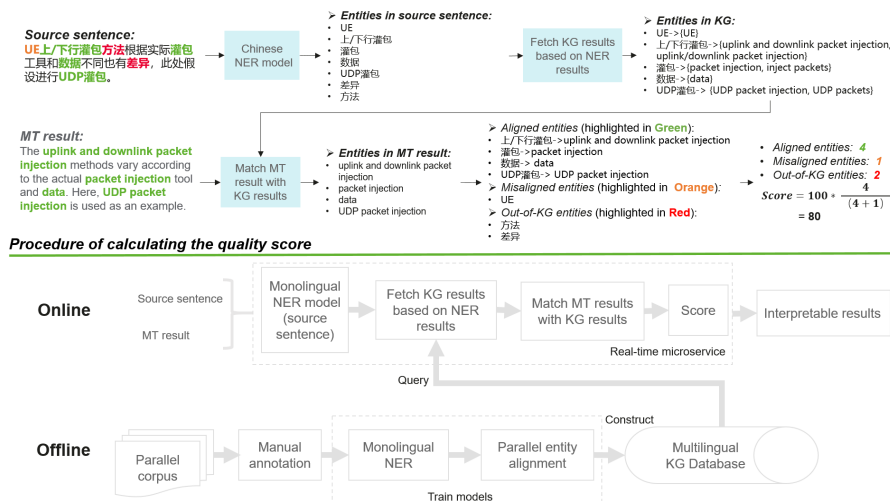 Source sentence:
UE上/下行灌包方法根据实际灌包
工具和数据不同也有差异，此处假
设进行UDP灌包。
Chinese
NER model
Entities in source sentence:
• UE
• 上/下行灌包
• 灌包
• 数据
• UDP灌包
• 差异
• 方法
Fetch KG results
based on NER
results
Entities in KG:
• UE->{UE}
• 上/下行灌包->{uplink and downlink packet injection,
uplink/downlink packet injection}
• 灌包->{packet injection, inject packets}
• 数据->{data}
• UDP灌包-> {UDP packet injection, UDP packets}
MT result:
The uplink and downlink packet
injection methods vary according
to the actual packet injection tool
and data. Here, UDP packet
injection is used as an example.
Match MT
result with
KG results
Entities in MT result:
• uplink and downlink packet
injection
• packet injection
• data
• UDP packet injection
Aligned entities (highlighted in Green):
• 上/下行灌包->uplink and downlink packet injection
• 灌包->packet injection
• 数据-> data
• UDP灌包-> UDP packet injection
Misaligned entities (highlighted in Orange):
• UE
Out-of-KG entities (highlighted in Red):
• 方法
• 差异
• Aligned entities: 4
• Misaligned entities: 1
• Out-of-KG entities: 2
Score = 100 * 4
(4 + 1)
= 80
Procedure of calculating the quality score
Online
Source sentence
MT result
Monolingual
NER model
(source
sentence)
Fetch KG results
based on NER
results
Match MT results
with KG results
Score
Interpretable results
Real-time microservice
Query
Construct
Offline
Parallel
corpus
Manual
annotation
Monolingual
NER
Parallel entity
alignment
Multilingual
KG Database
Train models